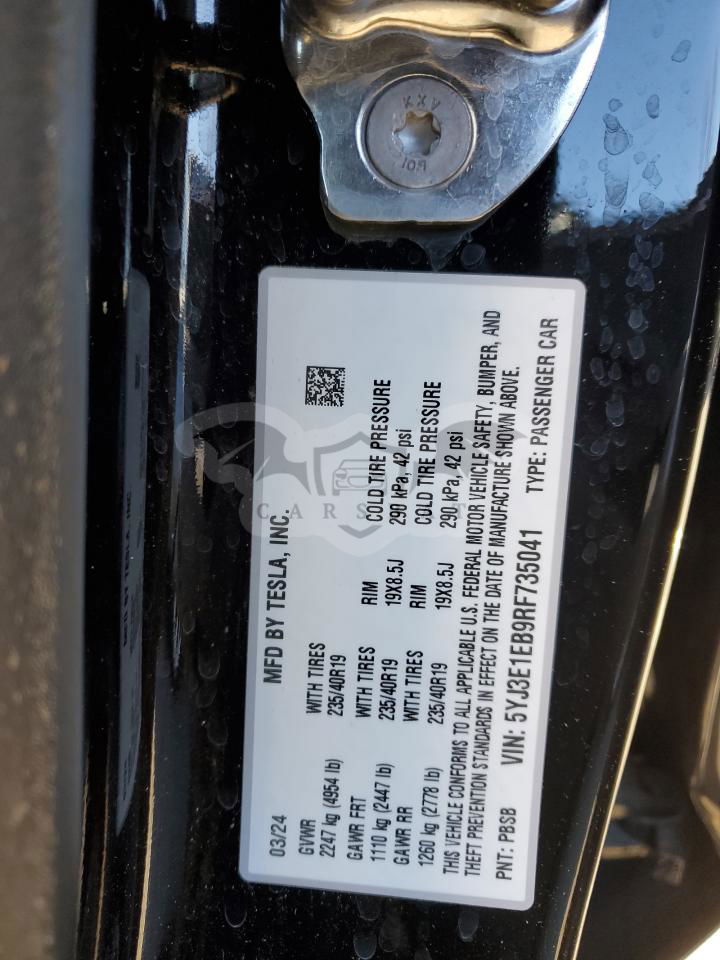 AXX
109
MFD BY TESLA, INC.
03/24
GVWR WITH TIRES
2247 kg (4954 lb) 235/40R19
GAWR FRT WITH TIRES RIM COLD TIRE PRESSURE
1110 kg (2447 lb) 235/40R19 19X8.5J 290 kPa, 42 psi
GAWR RR WITH TIRES RIM COLD TIRE PRESSURE
1260 kg (2778 lb) 235/40R19 19X8.5J 290 kPa, 42 psi
THIS VEHICLE CONFORMS TO ALL APPLICABLE U.S. FEDERAL MOTOR VEHICLE SAFETY, BUMPER, AND
THEFT PREVENTION STANDARDS IN EFFECT ON THE DATE OF MANUFACTURE SHOWN ABOVE.
PNT: PBSB VIN: 5YJ3E1EB9RF735041 TYPE: PASSENGER CAR